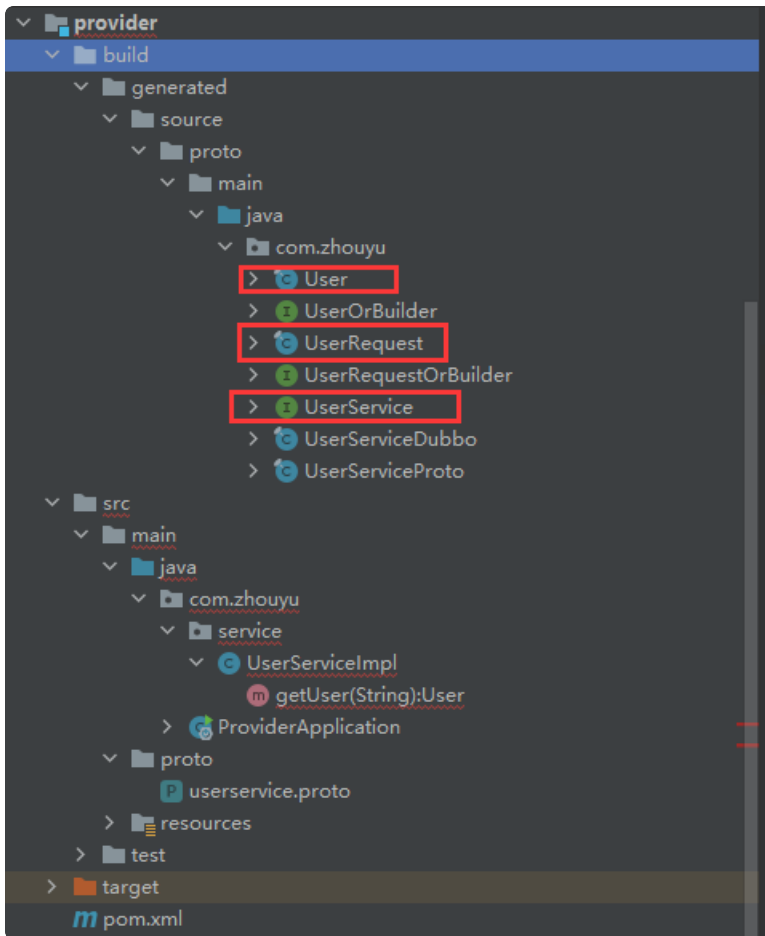 provider
build
generated
source
proto
main
java
com.zhouyu
User
UserOrBuilder
UserRequest
UserRequestOrBuilder
UserService
UserServiceDubbo
UserServiceProto
src
main
java
com.zhouyu
service
UserServiceImpl
getUser(String):User
ProviderApplication
proto
userservice.proto
resources
test
target
pom.xml